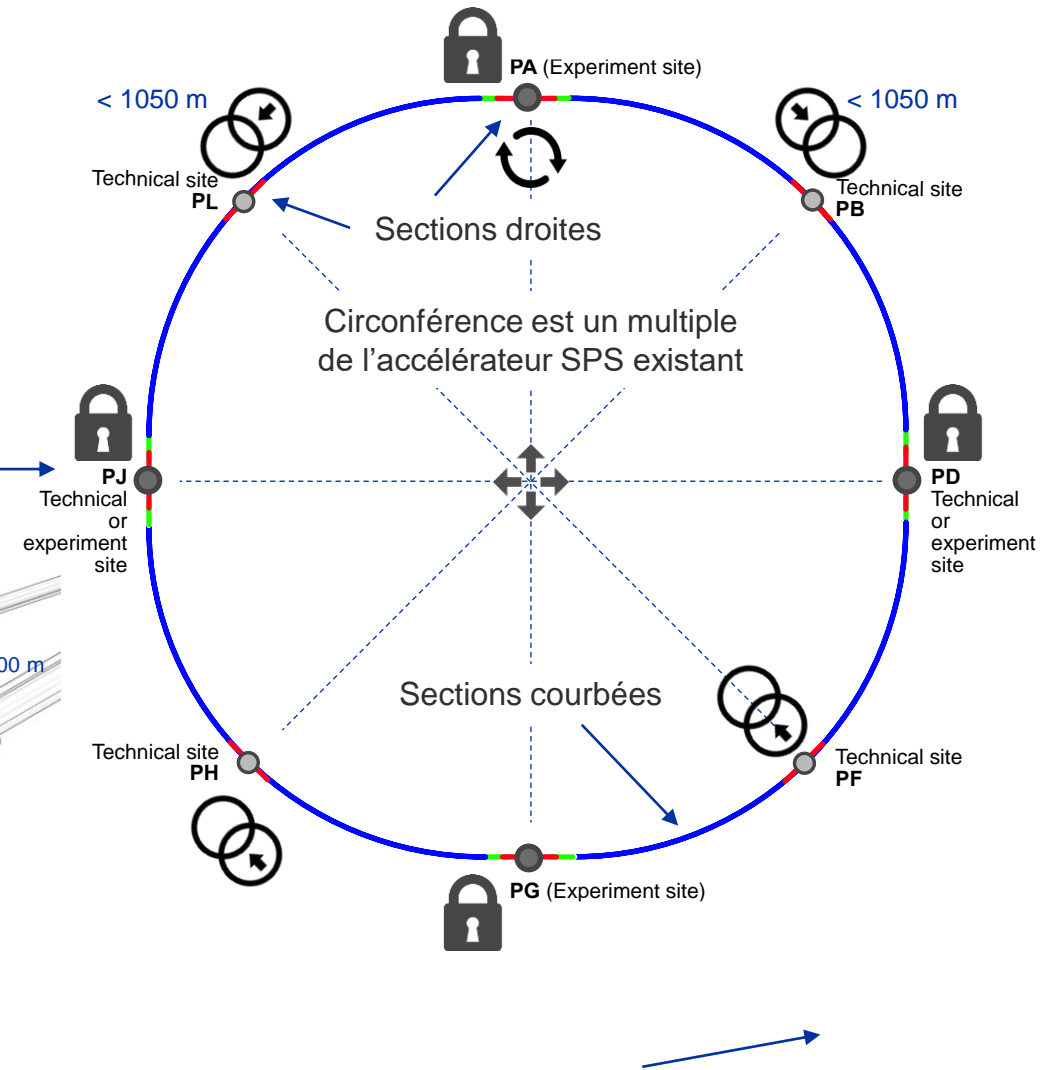 PA (Experiment site)
< 1050 m
< 1050 m
Technical site
PL
Technical site
PB
Sections droites
Circonférence est un multiple
de l’accélérateur SPS existant
PJ
Technical
or
experiment
site
PD
Technical
or
experiment
site
00 m
Sections courbées
Technical site
PH
Technical site
PF
PG (Experiment site)